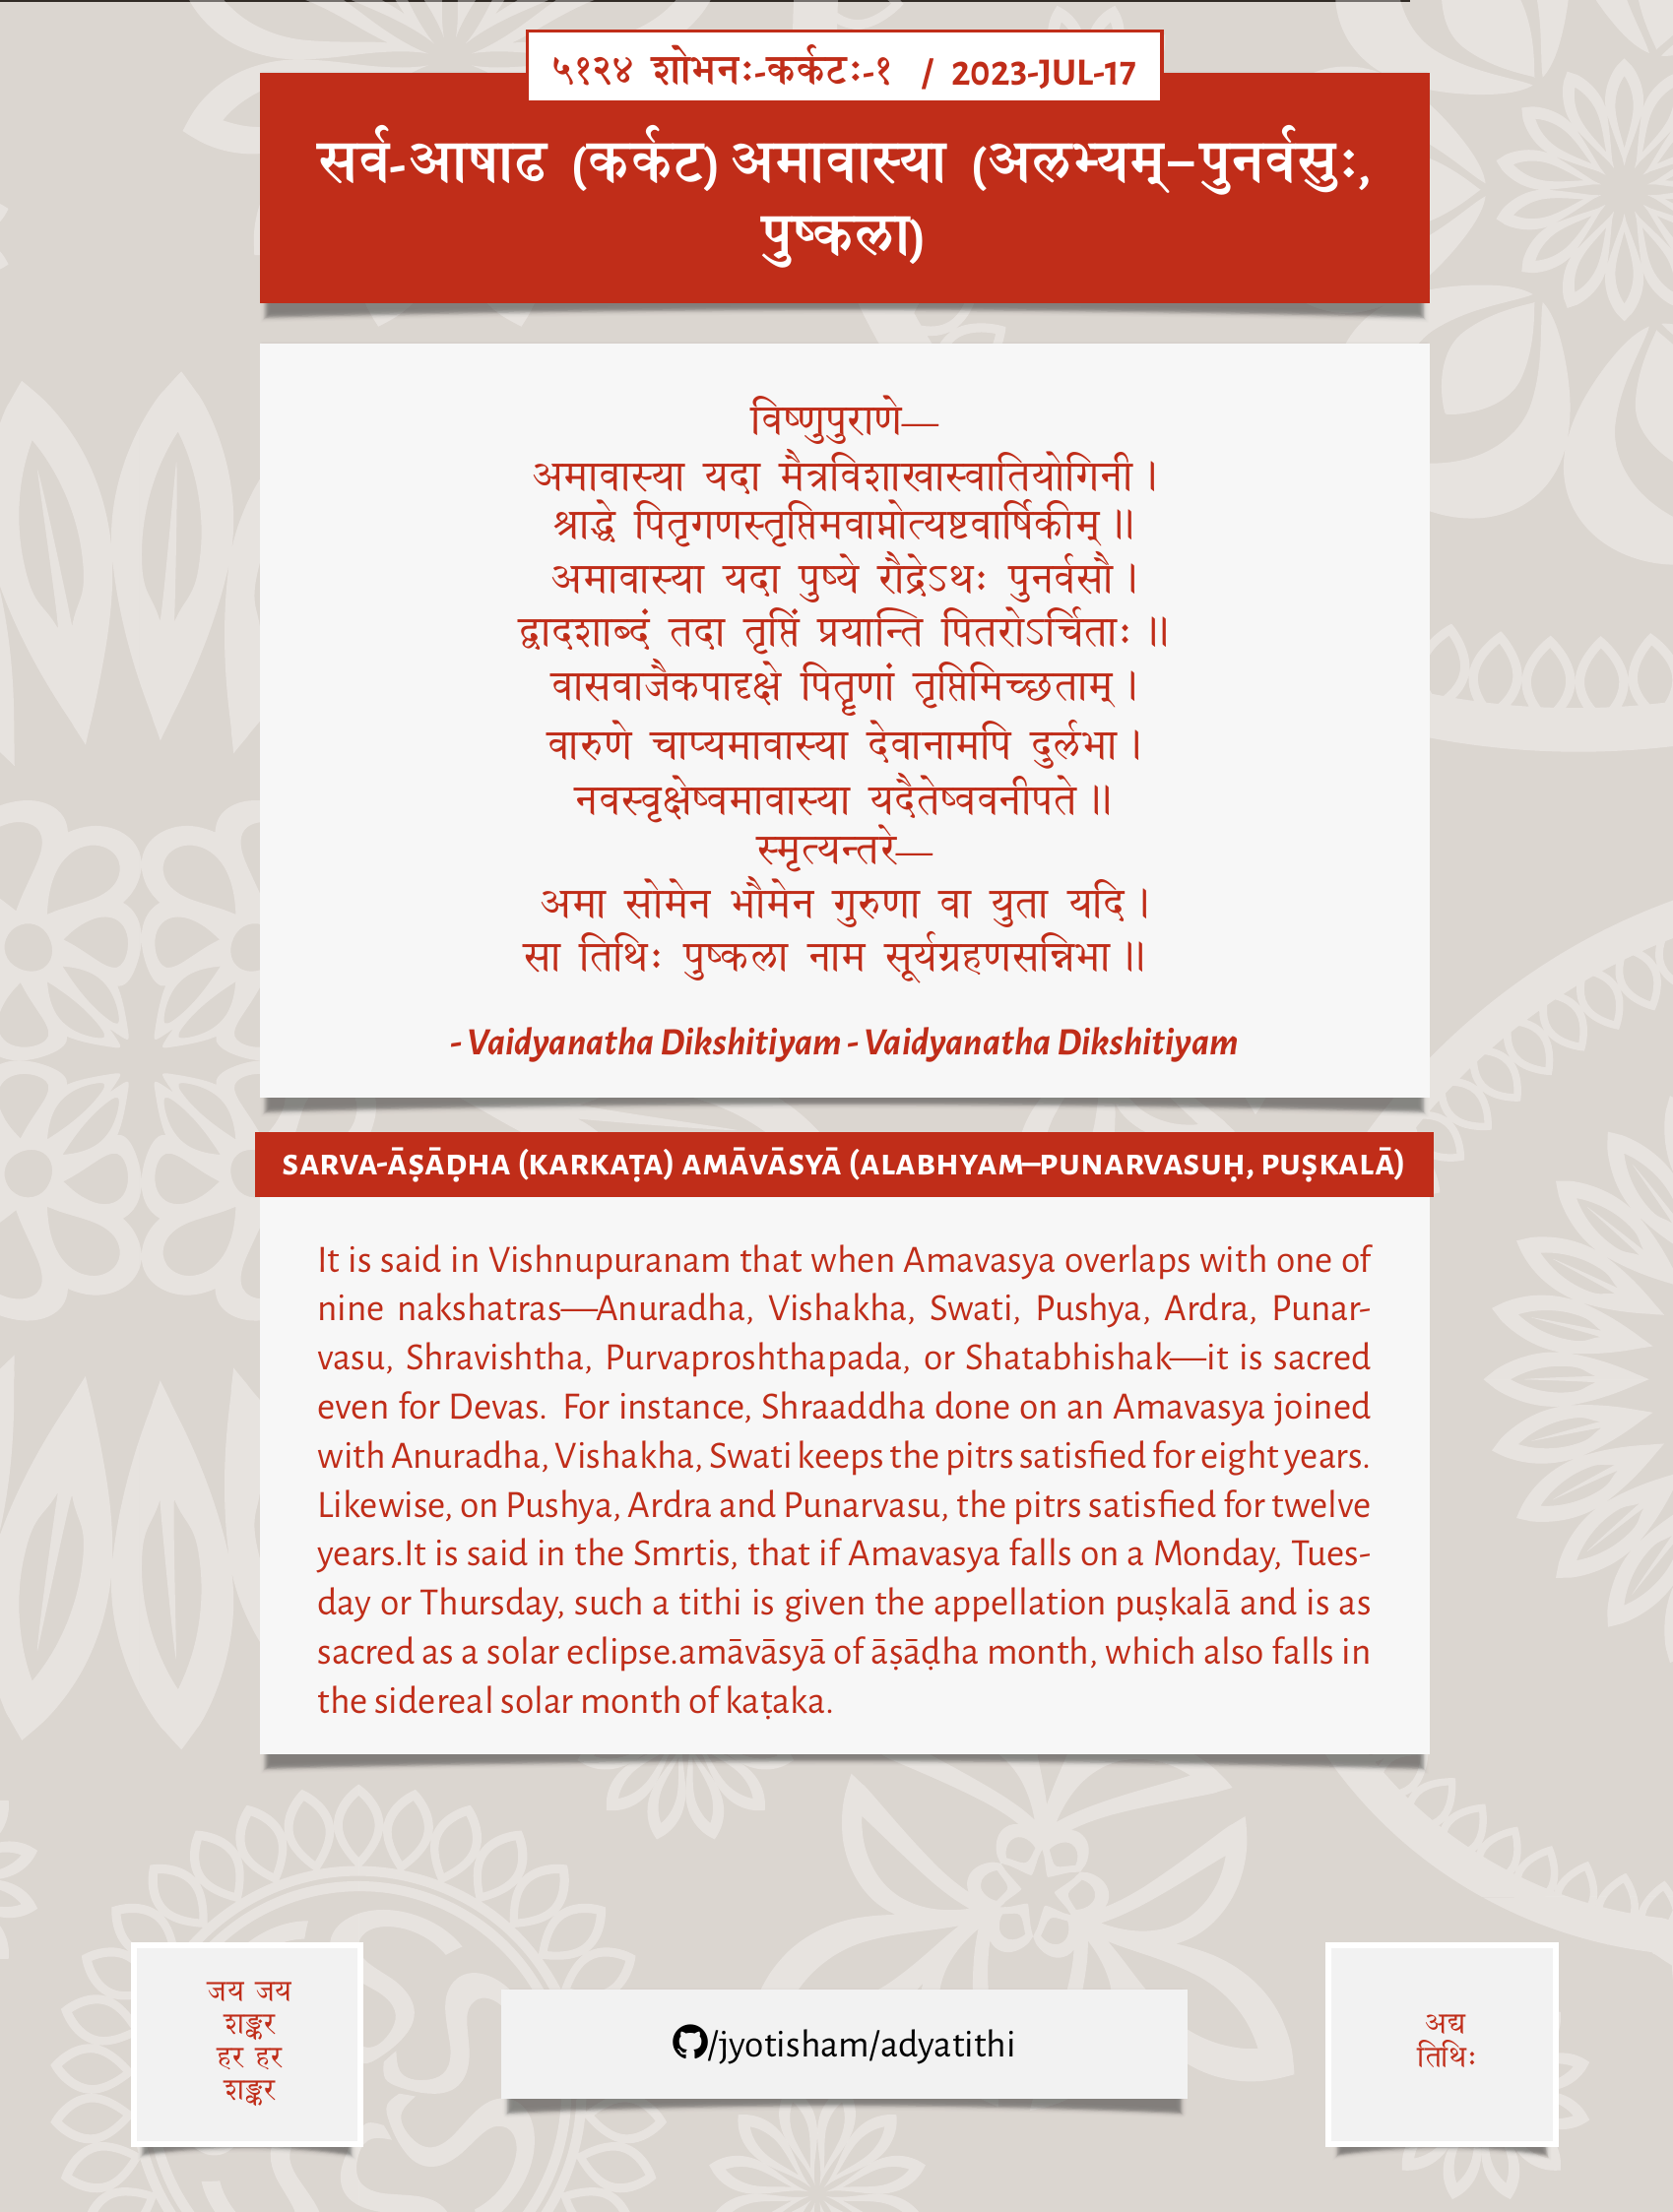 ५१२४ शोभनः-कर्कटः-१ / 2023-JUL-17
सर्व-आषाढ (कर्कट) अमावास्या (अलभ्यम्–पुनर्वसुः,
पुष्कला)
विष्णुपुराणे—
अमावास्या यदा मैत्रविशाखास्वातियोगिनी ।
श्राद्धे पितृगणस्तृप्तिमवाप्नोत्यष्टवार्षिकीम् ॥
अमावास्या यदा पुष्ये रौद्रेऽथः पुनर्वसौ ।
द्वादशाब्दं तदा तृप्तिं प्रयान्ति पितरोऽर्चिताः ॥
वासवाजैकपादृक्षे पितॄणां तृप्तिमिच्छताम् ।
वारुणे चाप्यमावास्या देवानामपि दुर्लभा ।
नवस्वृक्षेष्वमावास्या यदैतेष्ववनीपते ॥
स्मृत्यन्तरे—
अमा सोमेन भौमेन गुरुणा वा युता यदि ।
सा तिथिः पुष्कला नाम सूर्यग्रहणसन्निभा ॥
- Vaidyanatha Dikshitiyam - Vaidyanatha Dikshitiyam
SARVA-ĀṢĀḌHA (KARKAṬA) AMĀVĀSYĀ (ALABHYAM–PUNARVASUḤ, PUṢKALĀ)
It is said in Vishnupuranam that when Amavasya overlaps with one of
nine nakshatras—Anuradha, Vishakha, Swati, Pushya, Ardra, Punar-
vasu, Shravishtha, Purvaproshthapada, or Shatabhishak—it is sacred
even for Devas. For instance, Shraaddha done on an Amavasya joined
with Anuradha, Vishakha, Swati keeps the pitrs satisfied for eight years.
Likewise, on Pushya, Ardra and Punarvasu, the pitrs satisfied for twelve
years.It is said in the Smrtis, that if Amavasya falls on a Monday, Tues-
day or Thursday, such a tithi is given the appellation puṣkalā and is as
sacred as a solar eclipse.amāvāsyā of āṣāḍha month, which also falls in
the sidereal solar month of kaṭaka.
जय जय
शङ्कर
हर हर
शङ्कर
/jyotisham/adyatithi
अद्य
तिथिः